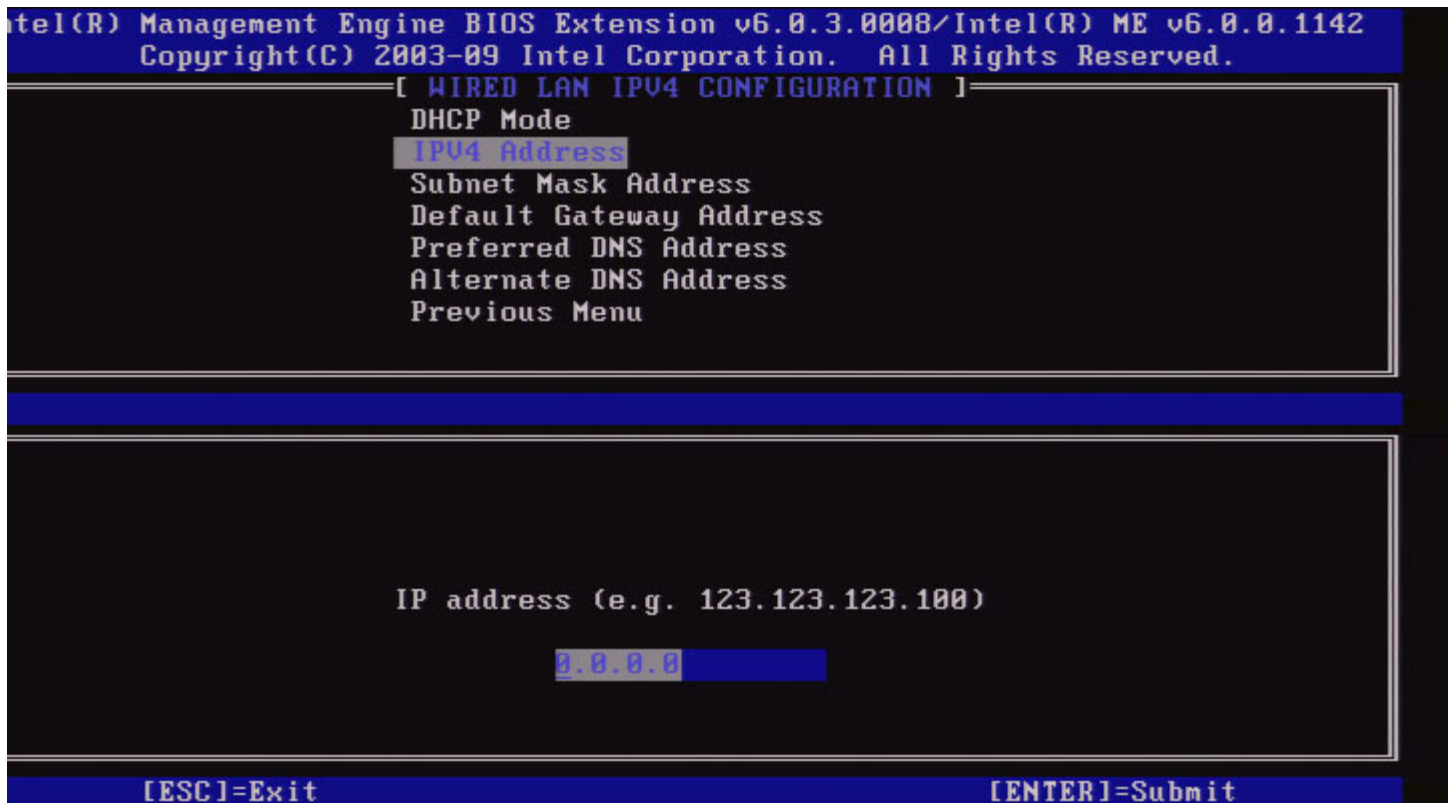 ntel(R) Management Engine BIOS Extension v6.0.3.0008/Intel(R) ME v6.0.0.1142
Copyright(C) 2003-09 Intel Corporation. All Rights Reserved.
[ WIRED LAN IPV4 CONFIGURATION ]
DHCP Mode
IPV4 Address
Subnet Mask Address
Default Gateway Address
Preferred DNS Address
Alternate DNS Address
Previous Menu
IP address (e.g. 123.123.123.100)
0.0.0.0
[ESC]=Exit [ENTER]=Submit